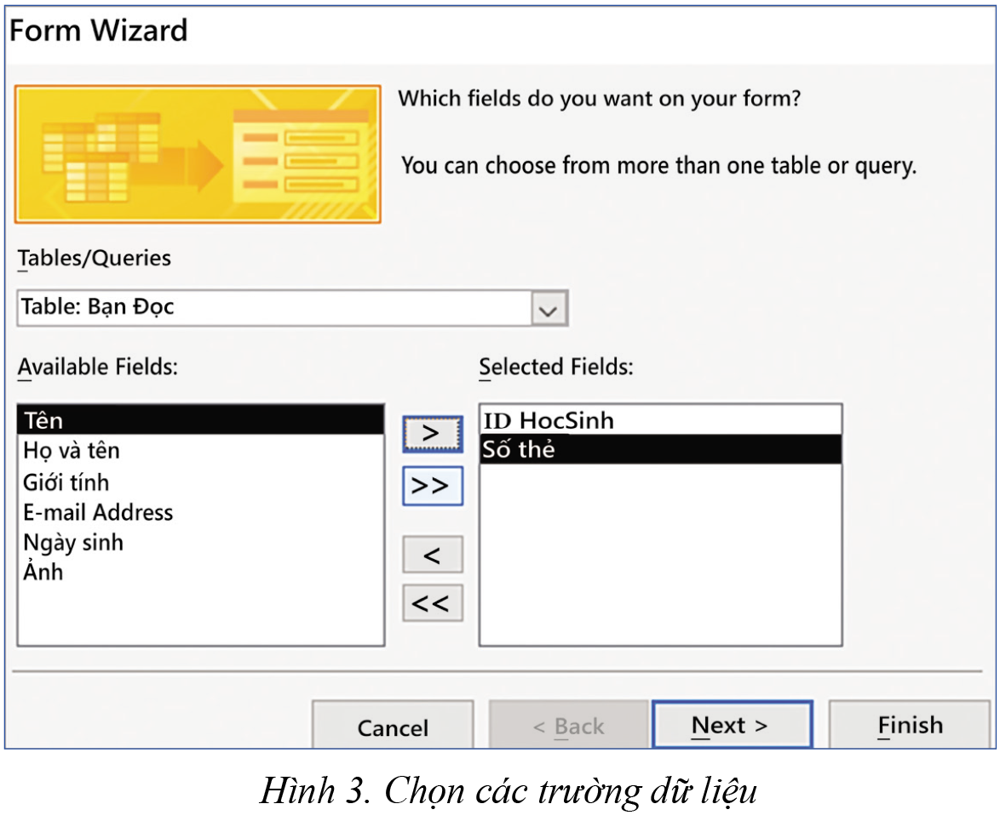 Form Wizard
Which fields do you want on your form?
You can choose from more than one table or query.
Tables/Queries
Table: Bạn Đọc
Available Fields:
Selected Fields:
Tên
Họ và tên
Giới tính
E-mail Address
Ngày sinh
Ảnh
>
>>
<
<<
ID HocSinh
Số thẻ
Cancel
< Back
Next >
Finish
Hình 3. Chọn các trường dữ liệu